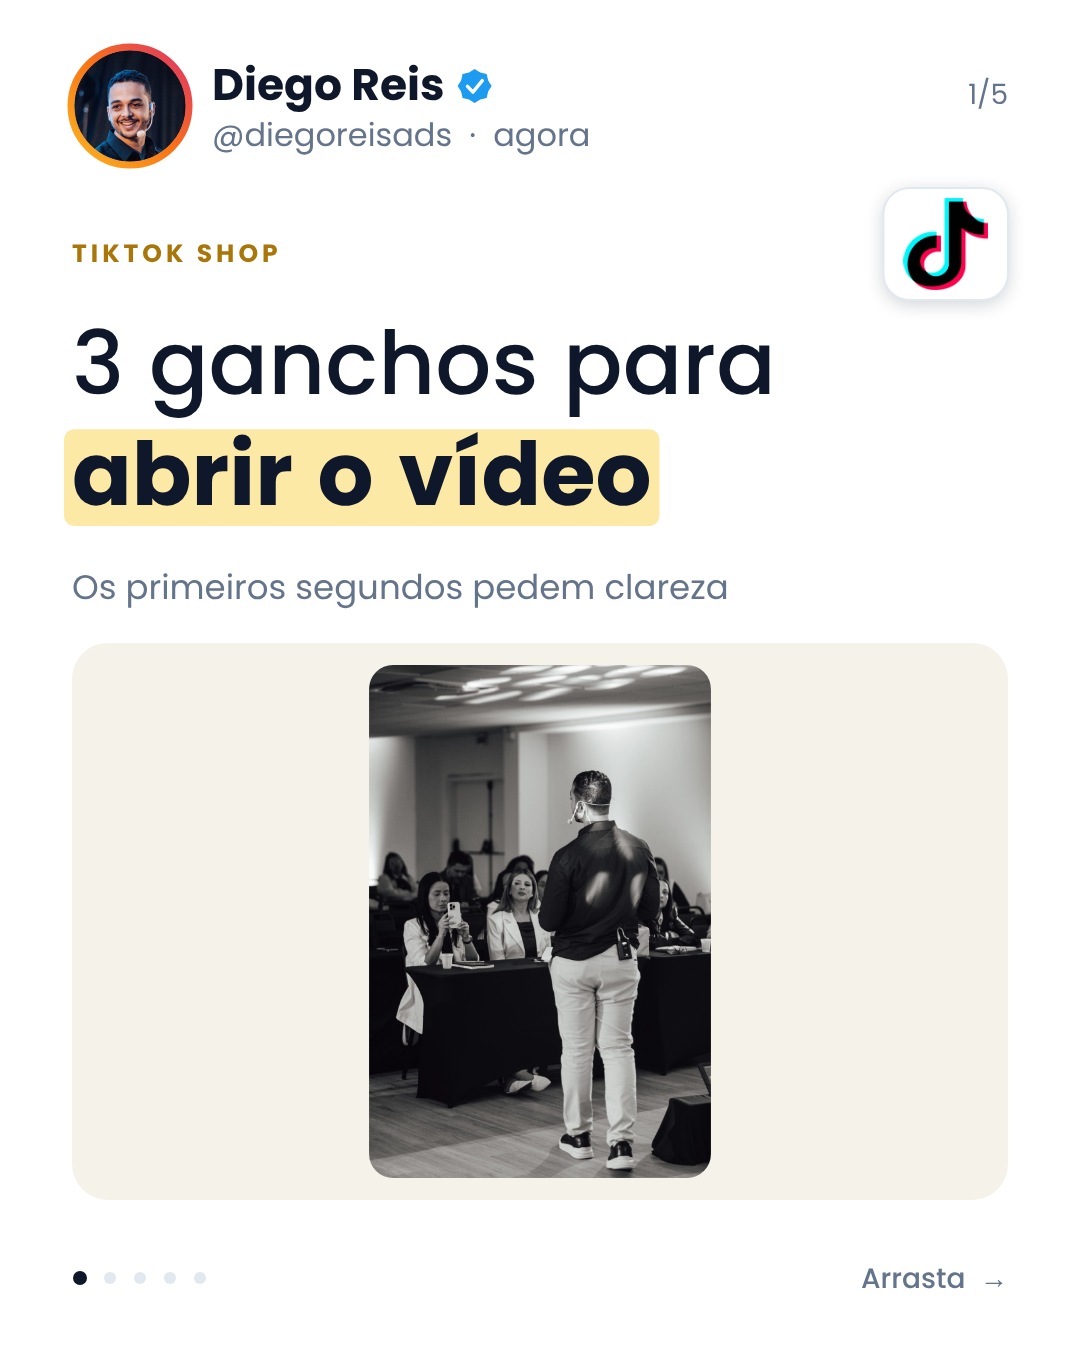 Diego Reis
@diegoreisads · agora
1/5
TIKTOK SHOP
3 ganchos para
abrir o vídeo
Os primeiros segundos pedem clareza
Arrasta →